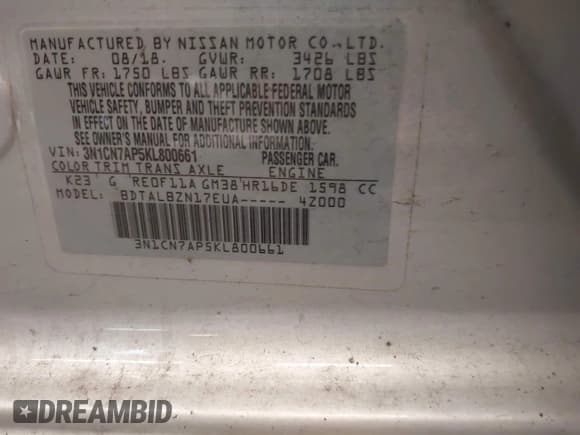 MANUFACTURED BY NISSAN MOTOR CO.,LTD.
DATE: 08/18. GVWR: 3426 LBS
GAWR FR: 1750 LBS GAWR RR: 1708 LBS
THIS VEHICLE CONFORMS TO ALL APPLICABLE FEDERAL MOTOR
VEHICLE SAFETY, BUMPER AND THEFT PREVENTION STANDARDS
IN EFFECT ON THE DATE OF MANUFACTURE SHOWN ABOVE.
SEE OWNER'S MANUAL FOR ADDITIONAL INFORMATION.
VIN: 3N1CN7AP5KL800661 PASSENGER CAR.
COLOR TRIM TRANS AXLE ENGINE
K23 G RE0F11A GM38 HR16DE 1598 CC
MODEL: BDTALBZN17EUA----- 4Z000
3N1CN7AP5KL800661
DREAMBID